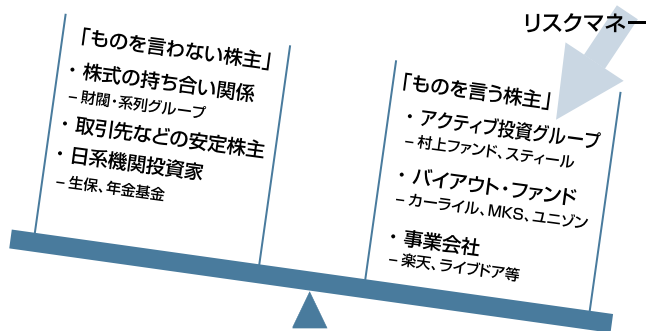 リスクマネー
「ものを言わない株主」
・株式の持ち合い関係
–財閥・系列グループ
・取引先などの安定株主
・日系機関投資家
–生保、年金基金
「ものを言う株主」
・アクティブ投資グループ
–村上ファンド、スティール
・バイアウト・ファンド
–カーライル、MKS、ユニゾン
・事業会社
–楽天、ライブドア等